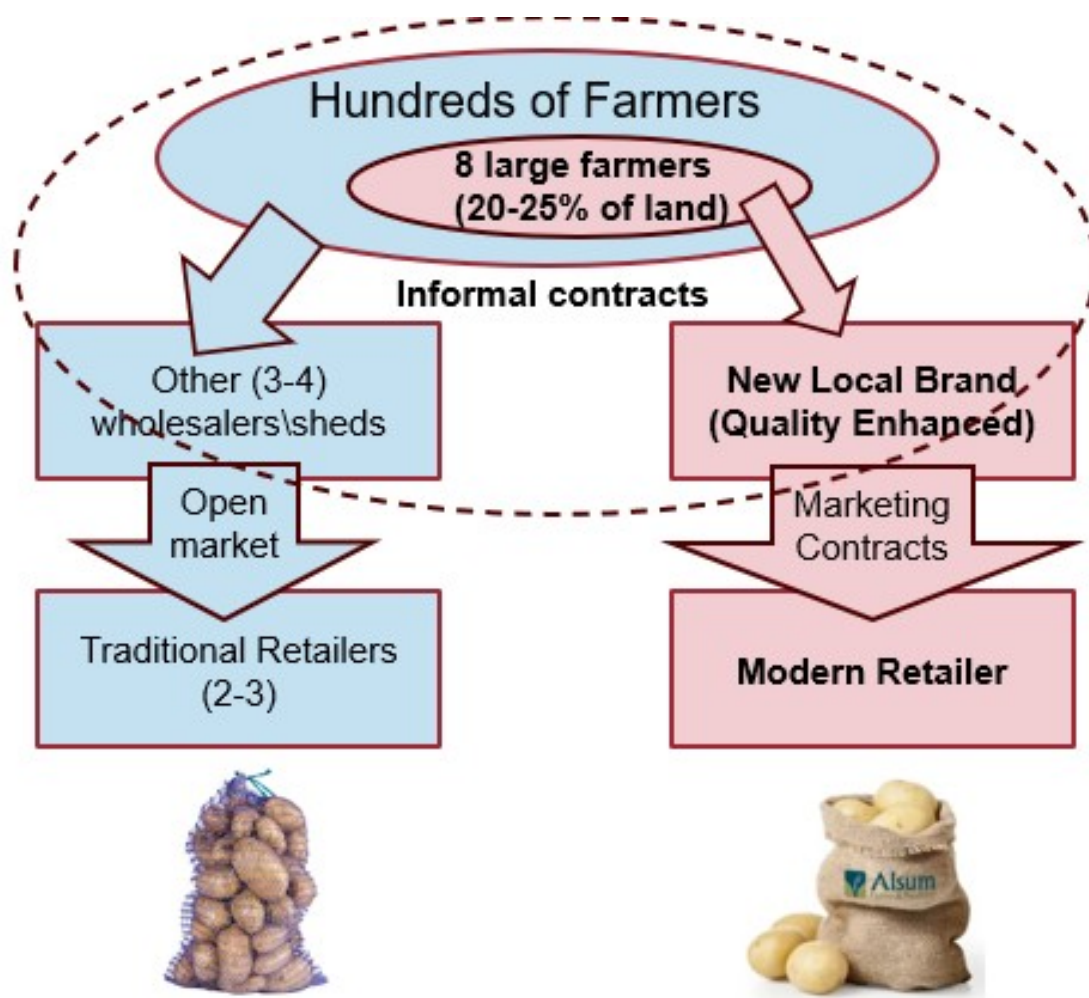 Hundreds of Farmers
8 large farmers
(20-25% of land)
Informal contracts
Other (3-4)
wholesalers\sheds
New Local Brand
(Quality Enhanced)
Open
market
Marketing
Contracts
Traditional Retailers
(2-3)
Modern Retailer
Alsum